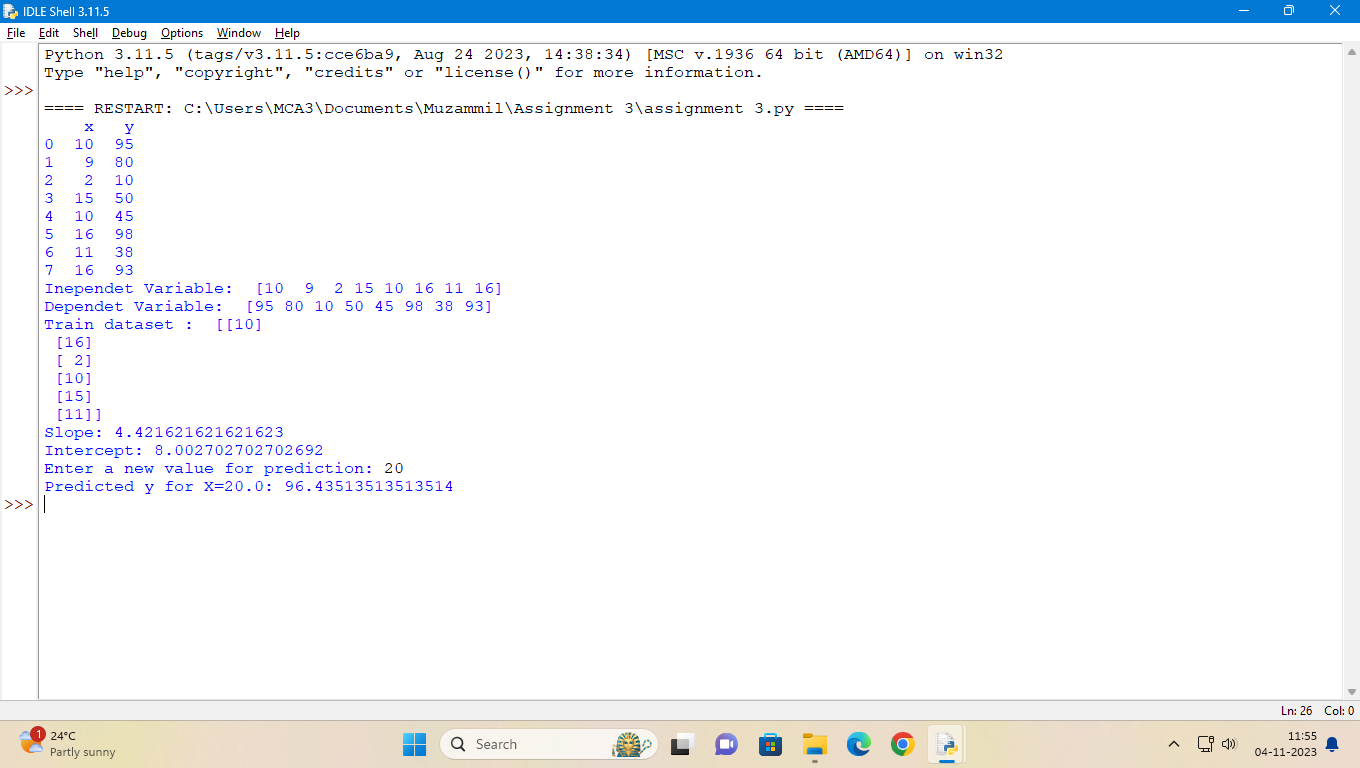 IDLE Shell 3.11.5
File Edit Shell Debug Options Window Help
Python 3.11.5 (tags/v3.11.5:cce6ba9, Aug 24 2023, 14:38:34) [MSC v.1936 64 bit (AMD64)] on win32
Type "help", "copyright", "credits" or "license()" for more information.
>>>
==== RESTART: C:\Users\MCA3\Documents\Muzammil\Assignment 3\assignment 3.py ====
    x   y
0  10  95
1   9  80
2   2  10
3  15  50
4  10  45
5  16  98
6  11  38
7  16  93
Inependet Variable:  [10  9  2 15 10 16 11 16]
Dependet Variable:  [95 80 10 50 45 98 38 93]
Train dataset :  [[10]
 [16]
 [ 2]
 [10]
 [15]
 [11]]
Slope: 4.421621621621623
Intercept: 8.002702702702692
Enter a new value for prediction: 20
Predicted y for X=20.0: 96.43513513513514
>>>
Ln: 26 Col: 0
1
24°C
Partly sunny
Search
11:55
04-11-2023